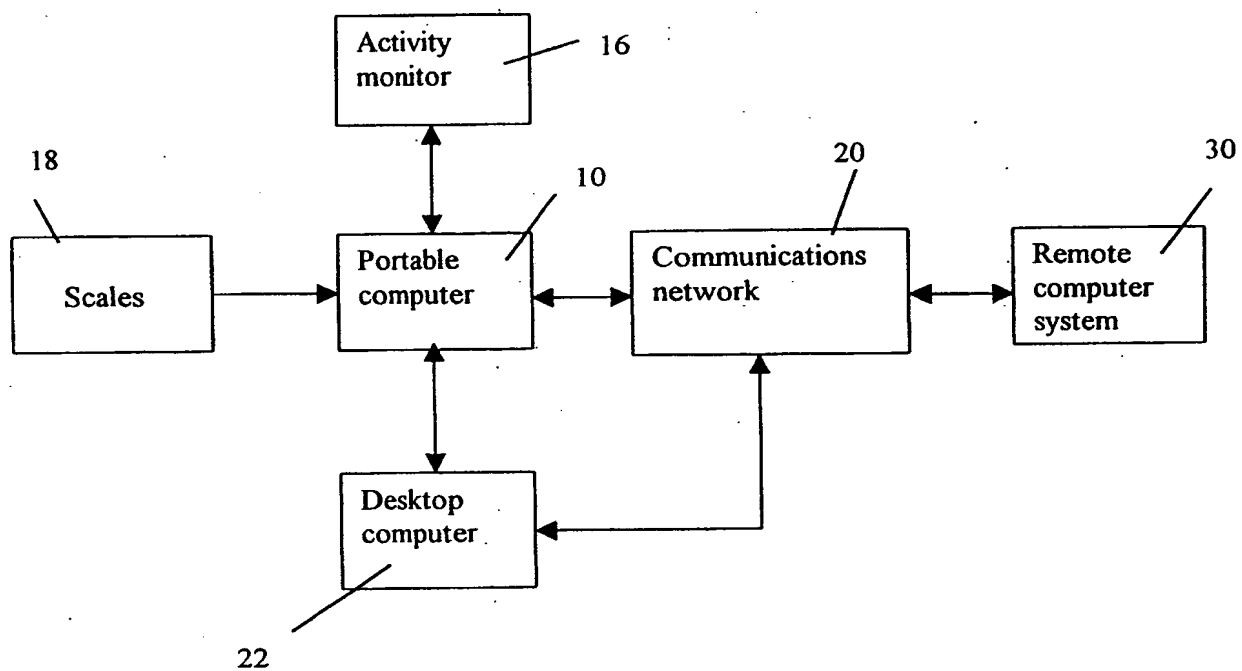 Activity
monitor
16
18
10
20
30
Scales
Portable
computer
Communications
network
Remote
computer
system
Desktop
computer
22